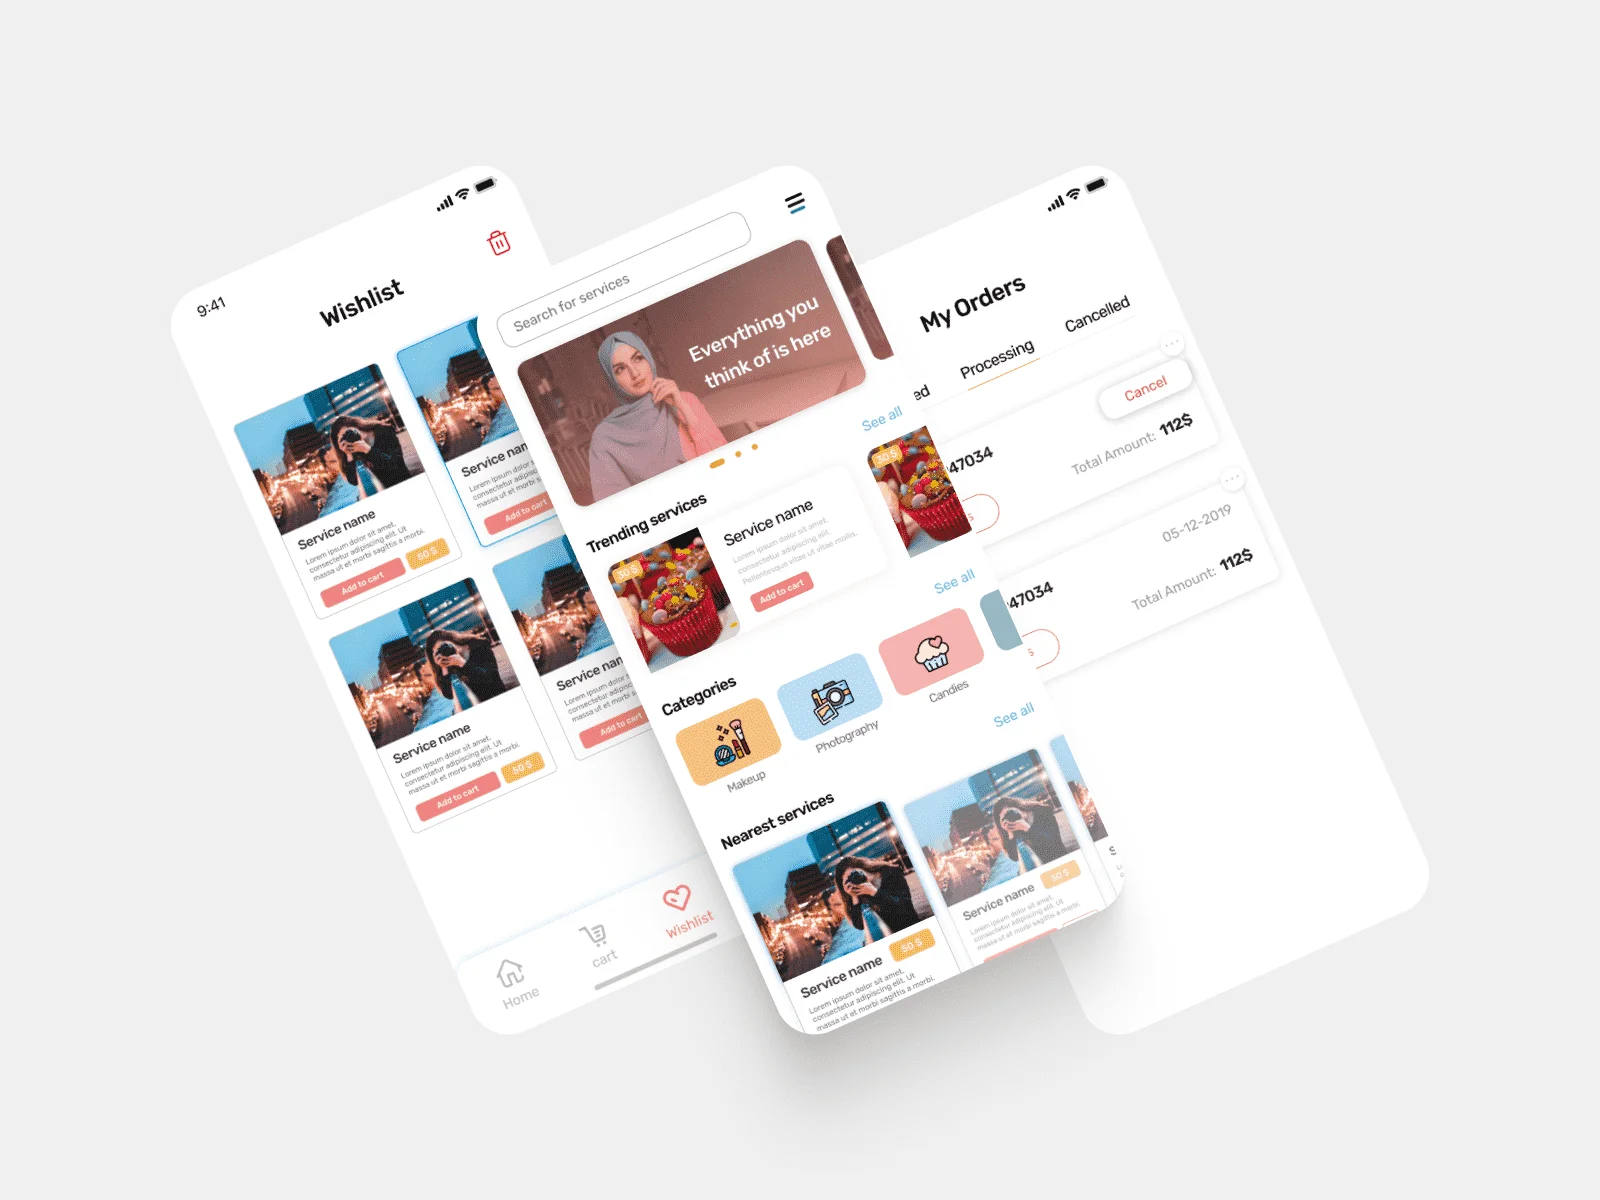 9:41
Wishlist
Service name
Lorem ipsum dolor sit amet,
consectetur adipiscing elit. Ut
massa ut et morbi sagittis a morbi.
Add to cart
50 $
Service nam
Lorem ipsum dolor s
consectetur adipisc
massa ut et morbi
Add to cart
Service name
Lorem ipsum dolor sit amet,
consectetur adipiscing elit. Ut
massa ut et morbi sagittis a morbi.
Add to cart
50 $
Service na
Lorem ipsum dolor
consectetur adipis
massa ut et morbi
Add to cart
Home
cart
Wishlist
Search for services
Everything you
think of is here
See all
Trending services
30 $
Service name
Lorem ipsum dolor sit amet,
consectetur adipiscing elit.
Pellentesque vitae ut vitae mollis.
Add to cart
30 $
See all
Categories
Makeup
Photography
Candies
See all
Nearest services
Service name
50 $
Lorem ipsum dolor sit amet,
consectetur adipiscing elit. Ut
massa ut et morbi sagittis a morbi.
Service name
50 $
Lorem ipsum dolor sit amet,
consectetur adipiscing elit. Ut
massa ut et morbi sagittis a morbi.
S
My Orders
ed
Processing
Cancelled
Cancel
47034
Total Amount: 112$
s
05-12-2019
47034
Total Amount: 112$
s